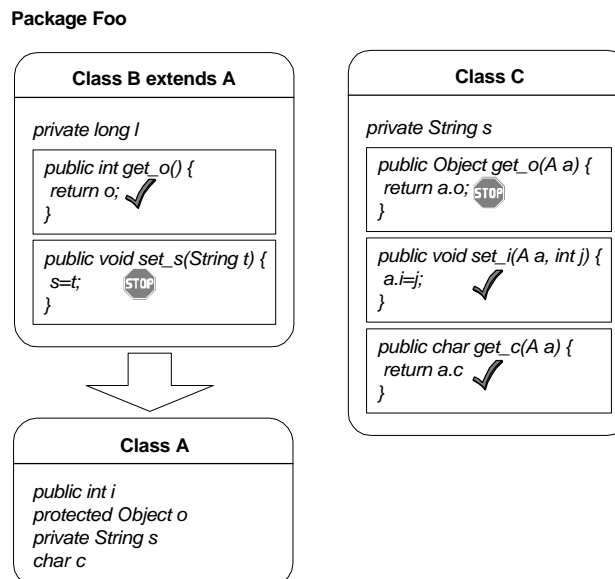 Package Foo
Class B extends A
private long l
public int get_o() {
return o;
}
public void set_s(String t) {
s=t;
STOP
}
Class A
public int i
protected Object o
private String s
char c
Class C
private String s
public Object get_o(A a) {
return a.o;
STOP
}
public void set_i(A a, int j) {
a.i=j;
}
public char get_c(A a) {
return a.c
}